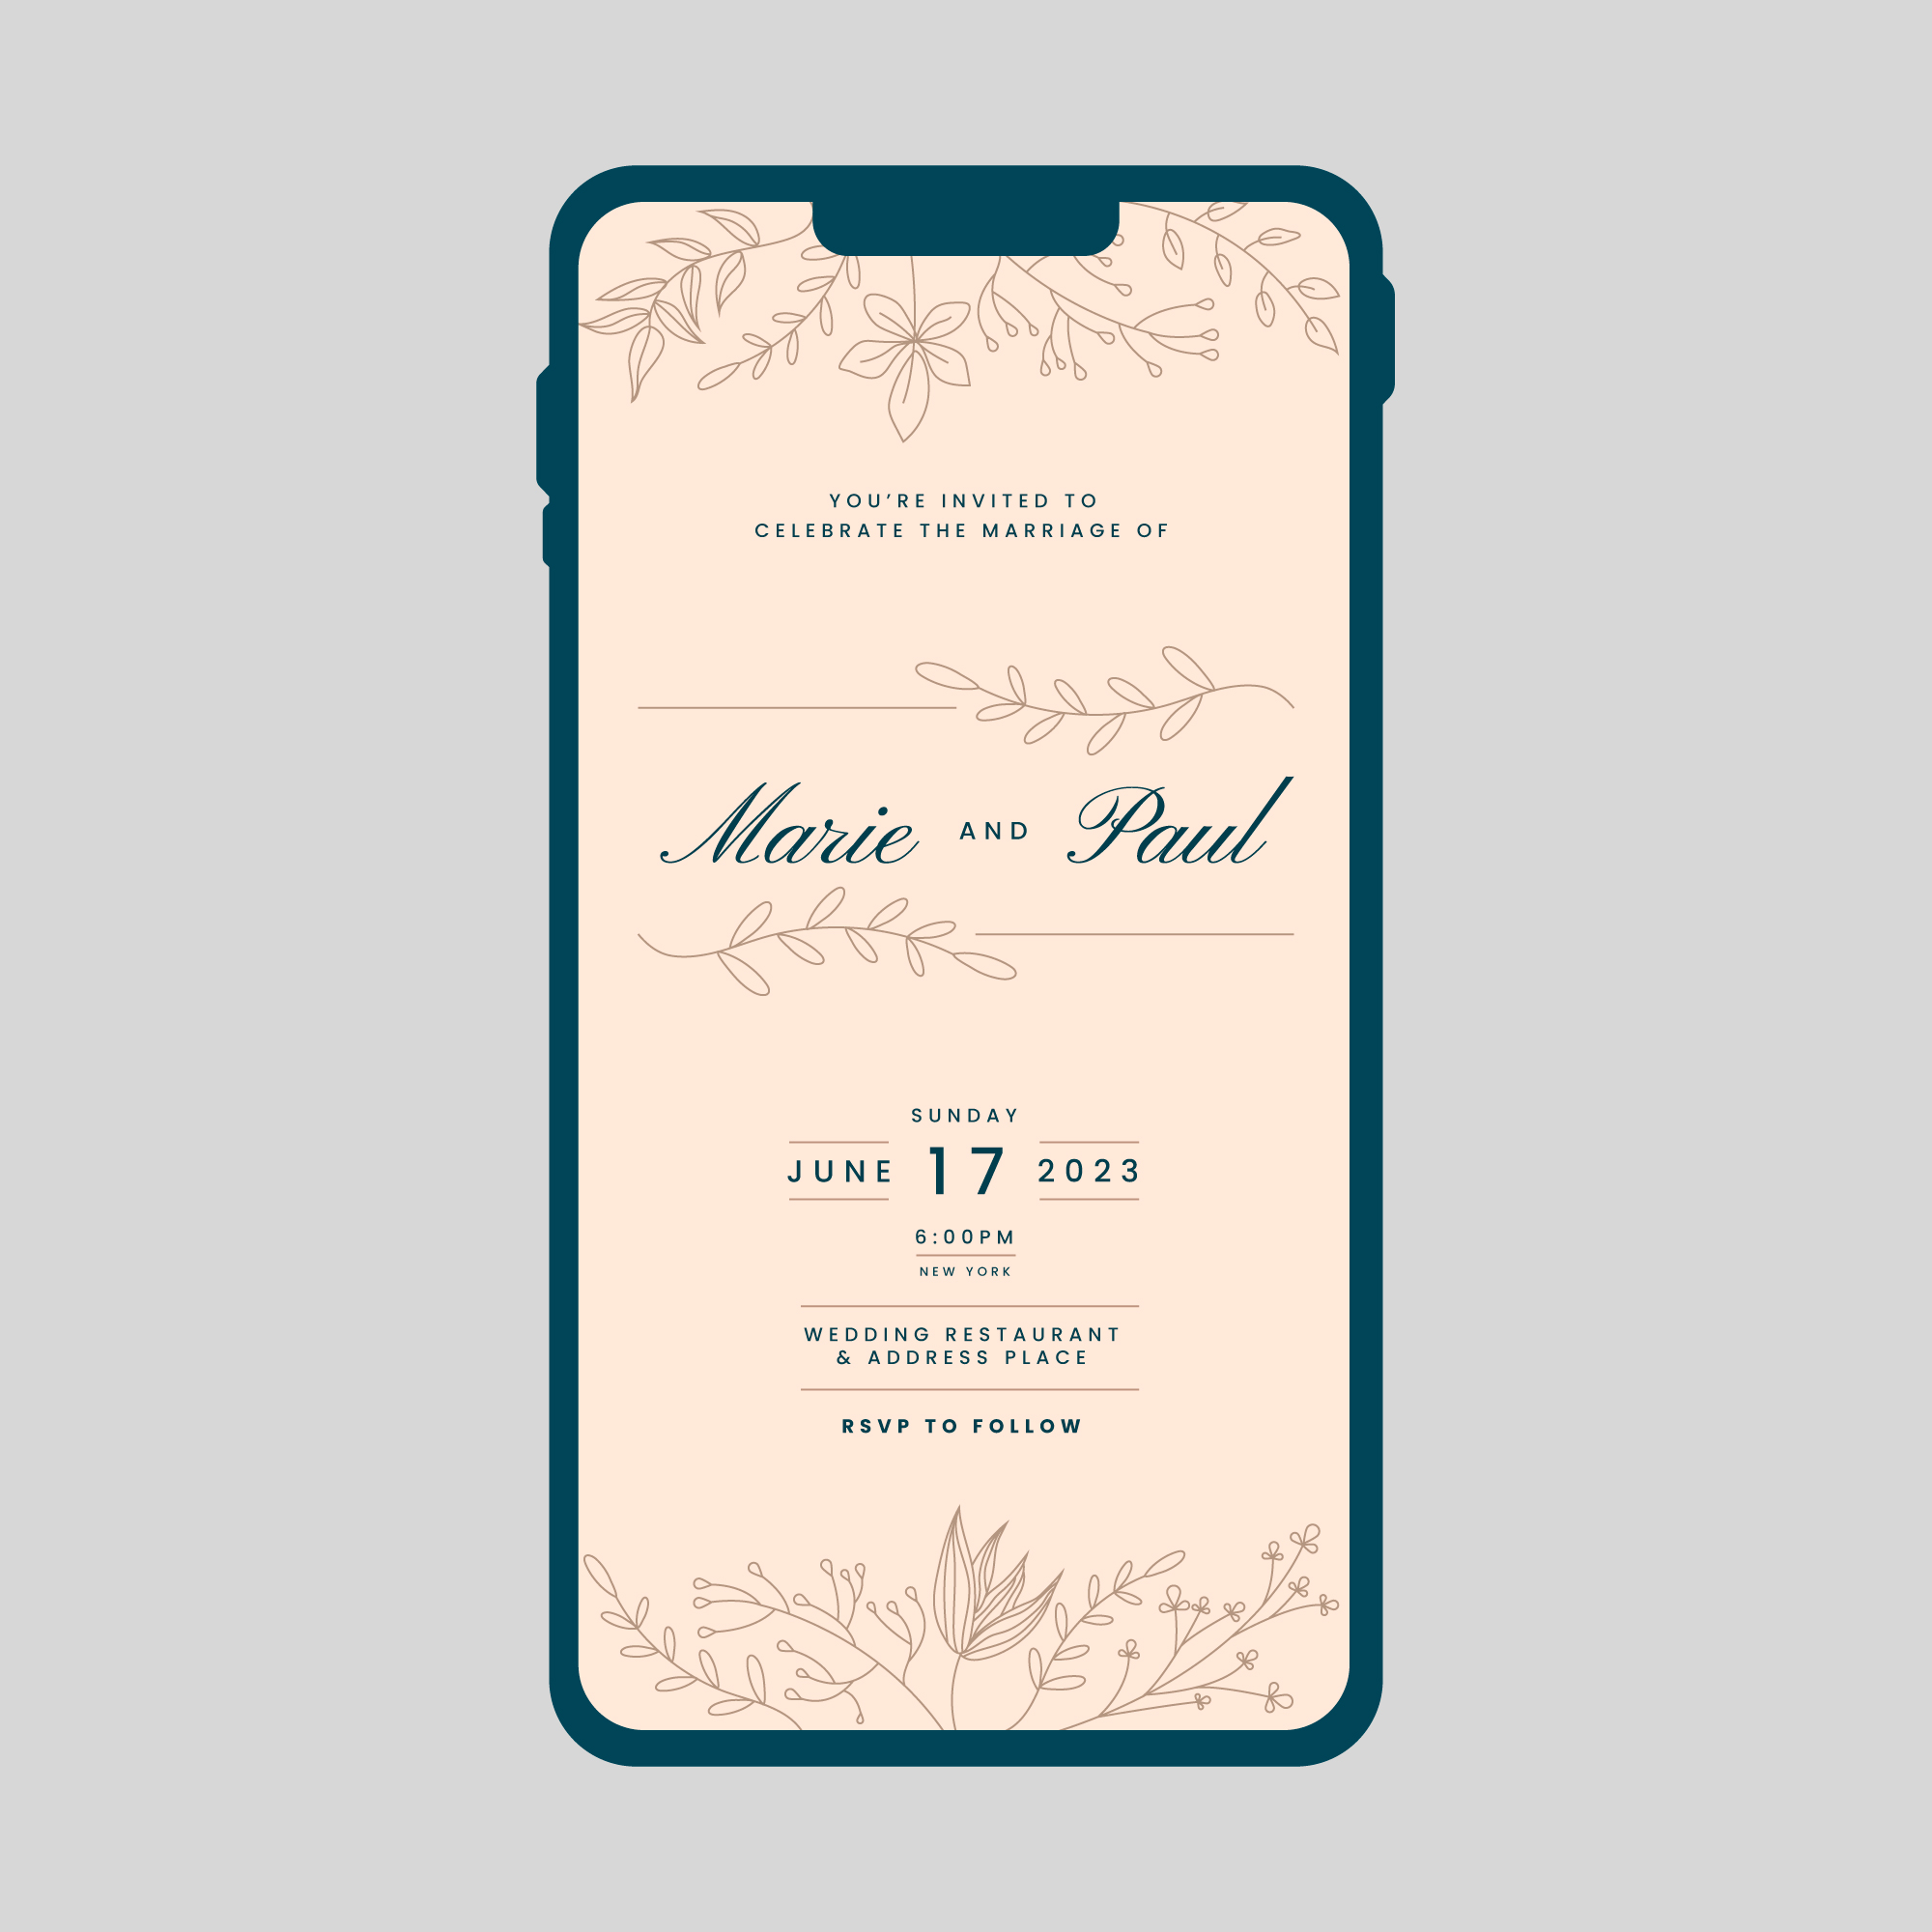 YOU’RE INVITED TO
CELEBRATE THE MARRIAGE OF
Marie AND Paul
SUNDAY
JUNE 17 2023
6:00PM
NEW YORK
WEDDING RESTAURANT
& ADDRESS PLACE
RSVP TO FOLLOW